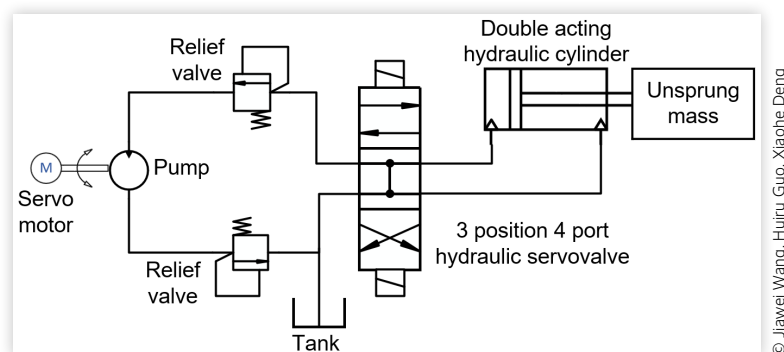 Double acting
hydraulic cylinder
Relief
valve
Unsprung
mass
M
Pump
Servo
motor
3 position 4 port
hydraulic servovalve
Relief
valve
Tank
© Jiawei Wang, Huiru Guo, Xiaohe Deng